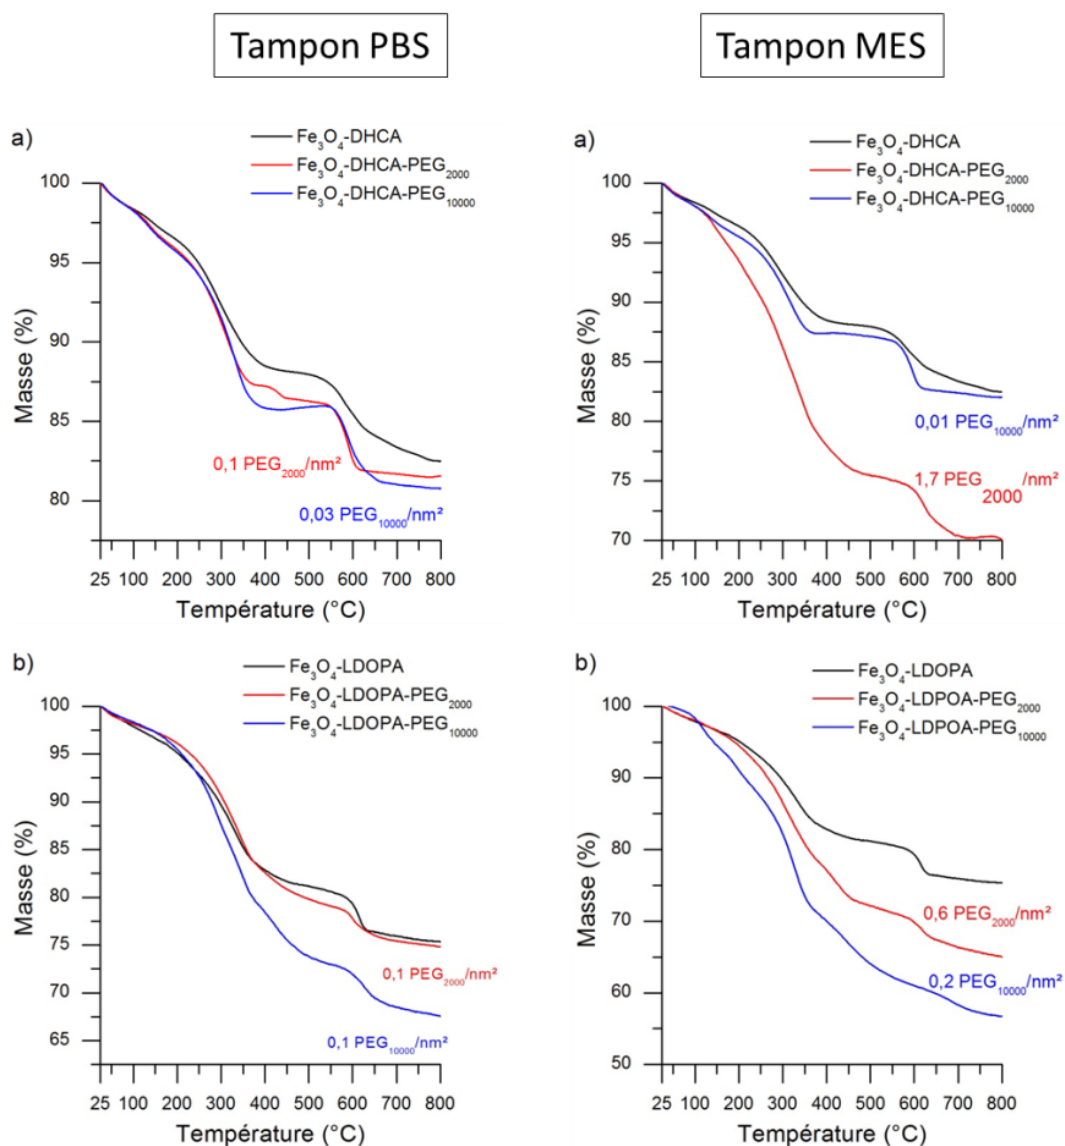 Tampon PBS
Tampon MES
a)
Fe₃O₄-DHCA
Fe₃O₄-DHCA-PEG₂₀₀₀
Fe₃O₄-DHCA-PEG₁₀₀₀₀
100
95
90
85
80
Masse (%)
0,1 PEG₂₀₀₀/nm²
0,03 PEG₁₀₀₀₀/nm²
25 100 200 300 400 500 600 700 800
Température (°C)
a)
Fe₃O₄-DHCA
Fe₃O₄-DHCA-PEG₂₀₀₀
Fe₃O₄-DHCA-PEG₁₀₀₀₀
100
95
90
85
80
75
70
Masse (%)
0,01 PEG₁₀₀₀₀/nm²
1,7 PEG₂₀₀₀/nm²
25 100 200 300 400 500 600 700 800
Température (°C)
b)
Fe₃O₄-LDOPA
Fe₃O₄-LDOPA-PEG₂₀₀₀
Fe₃O₄-LDOPA-PEG₁₀₀₀₀
100
95
90
85
80
75
70
65
Masse (%)
0,1 PEG₂₀₀₀/nm²
0,1 PEG₁₀₀₀₀/nm²
25 100 200 300 400 500 600 700 800
Température (°C)
b)
Fe₃O₄-LDOPA
Fe₃O₄-LDPOA-PEG₂₀₀₀
Fe₃O₄-LDPOA-PEG₁₀₀₀₀
100
90
80
70
60
50
Masse (%)
0,6 PEG₂₀₀₀/nm²
0,2 PEG₁₀₀₀₀/nm²
25 100 200 300 400 500 600 700 800
Température (°C)